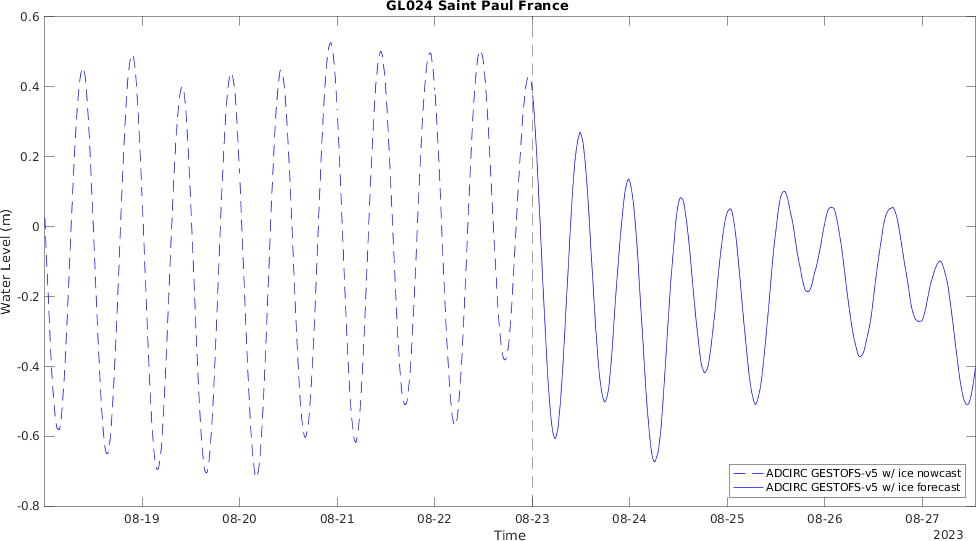 GL024 Saint Paul France
Water Level (m)
0.6
0.4
0.2
0
-0.2
-0.4
-0.6
-0.8
ADCIRC GESTOFS-v5 w/ ice nowcast
ADCIRC GESTOFS-v5 w/ ice forecast
08-19 08-20 08-21 08-22 08-23 08-24 08-25 08-26 08-27
Time
2023